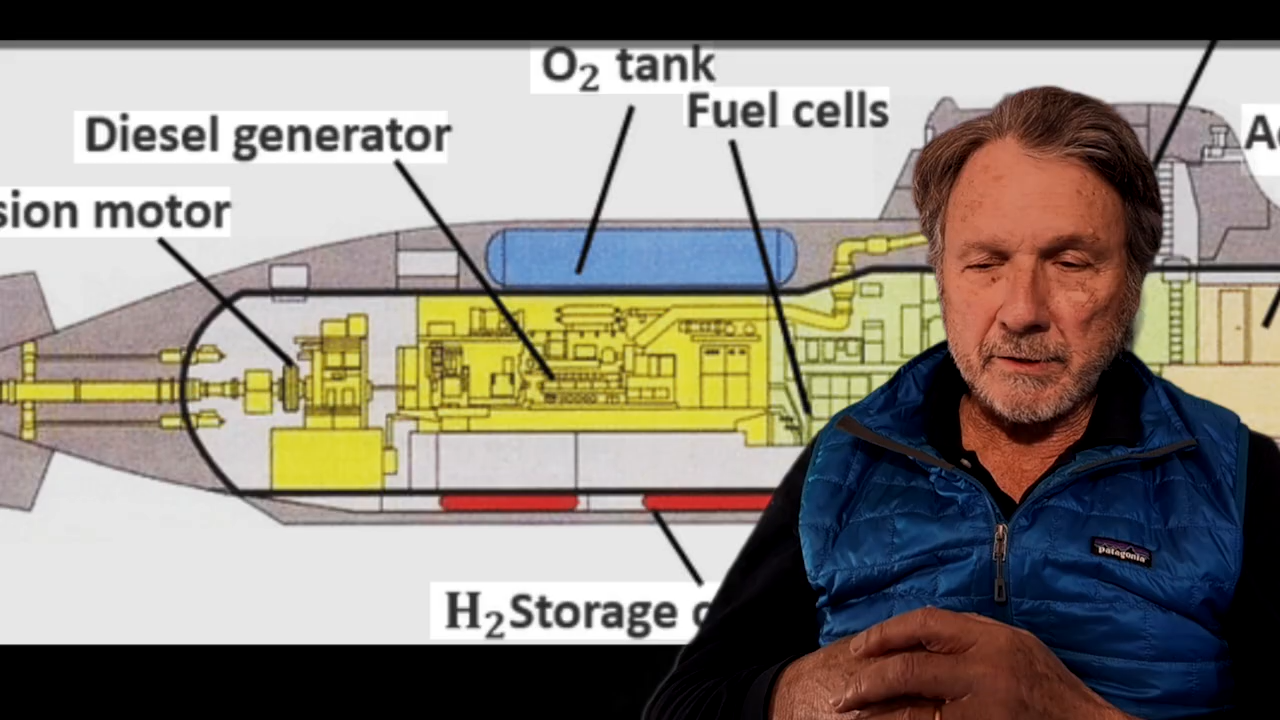 O₂ tank
Fuel cells
Diesel generator
sion motor
H₂Storage
patagonia